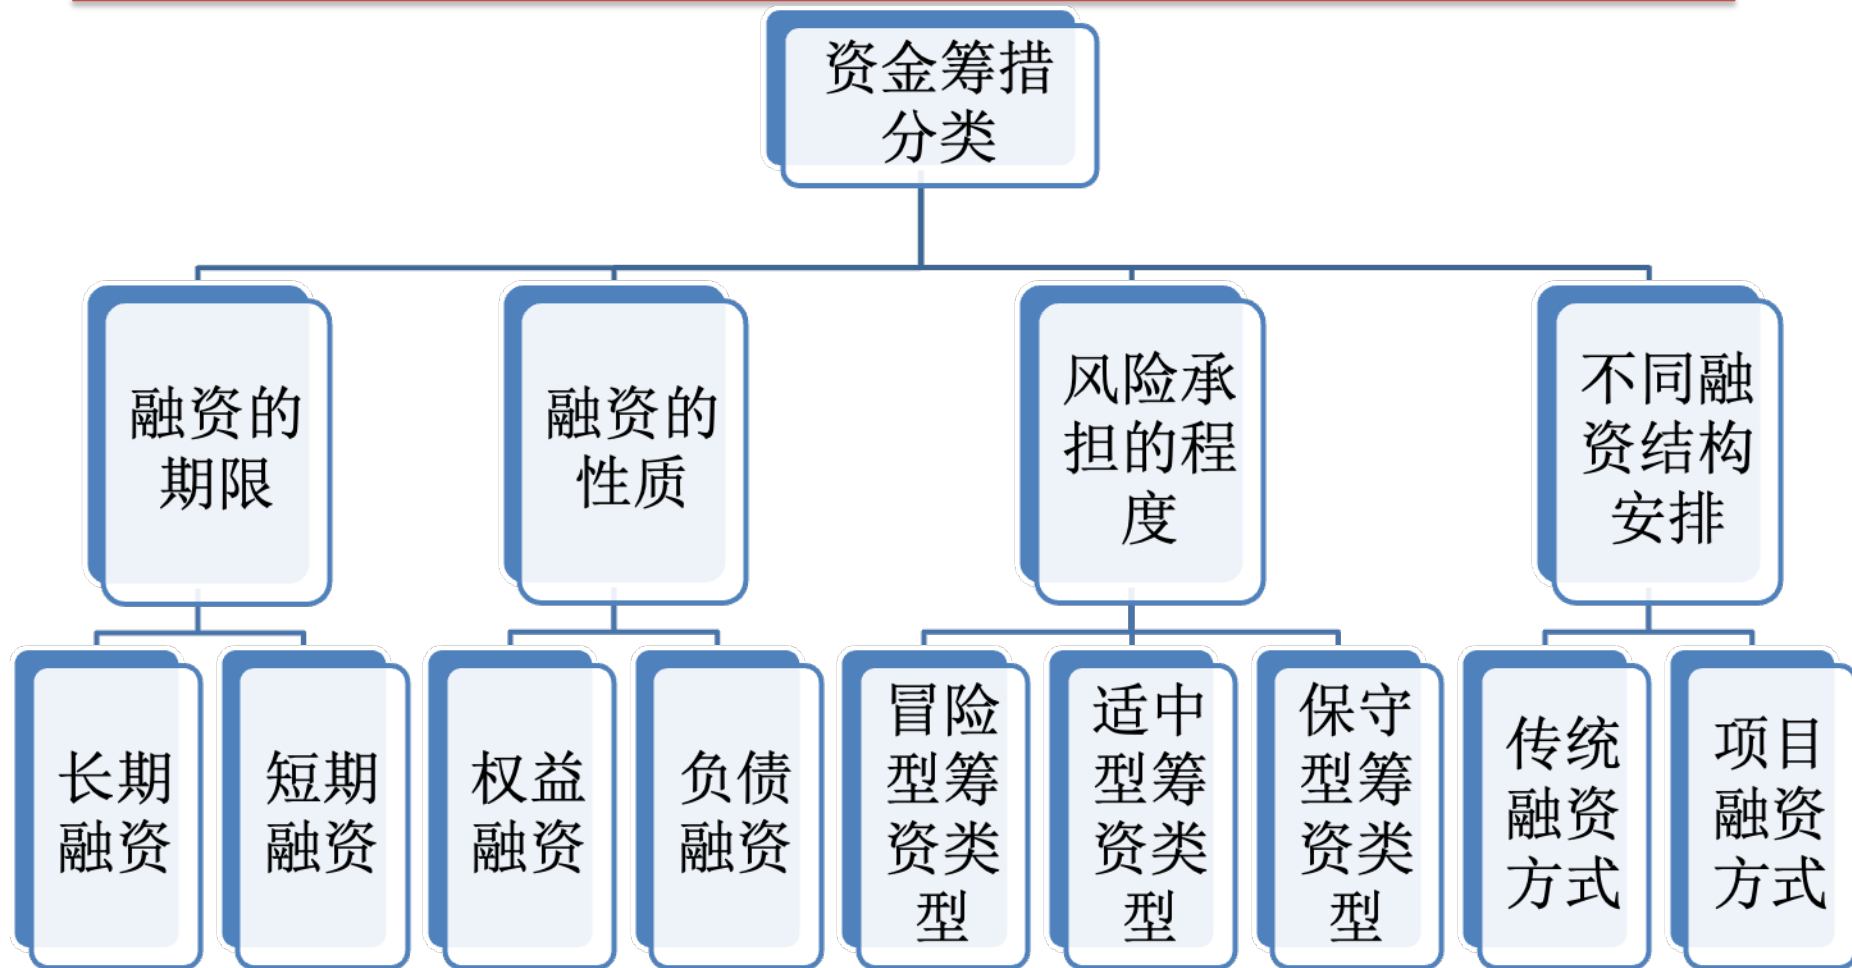 资金筹措
分类
融资的
期限
融资的
性质
风险承
担的程
度
不同融
资结构
安排
长期
融资
短期
融资
权益
融资
负债
融资
冒险
型筹
资类
型
适中
型筹
资类
型
保守
型筹
资类
型
传统
融资
方式
项目
融资
方式